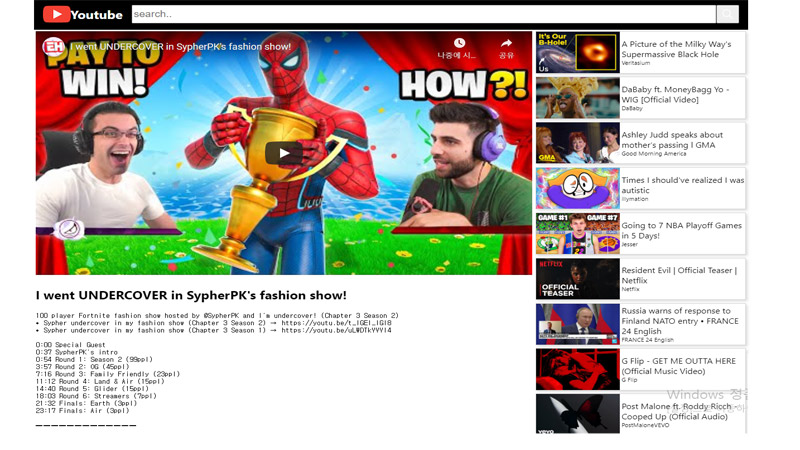 Youtube
search..
I went UNDERCOVER in SypherPK's fashion show!
나중에 시...
공유
PAY TO WIN!
HOW?!
I went UNDERCOVER in SypherPK's fashion show!
100 player Fortnite fashion show hosted by @SypherPK and I'm undercover! (Chapter 3 Season 2)
• Sypher undercover in my fashion show (Chapter 3 Season 2) → https://youtu.be/t_IGEI_IGI8
• Sypher undercover in my fashion show (Chapter 3 Season 1) → https://youtu.be/uLWDTkYVYI4
0:00 Special Guest
0:37 SypherPK's intro
0:54 Round 1: Season 2 (99ppl)
3:57 Round 2: OG (45ppl)
7:16 Round 3: Family Friendly (23ppl)
11:12 Round 4: Land & Air (15ppl)
14:40 Round 5: Glider (15ppl)
18:03 Round 6: Streamers (7ppl)
21:32 Finals: Earth (3ppl)
23:17 Finals: Air (3ppl)
It's Our
B-Hole!
Us
A Picture of the Milky Way's
Supermassive Black Hole
Veritasium
DaBaby ft. MoneyBagg Yo -
WIG [Official Video]
DaBaby
GMA
Ashley Judd speaks about
mother's passing I GMA
Good Morning America
Times I should've realized I was
autistic
illymation
GAME #1 GAME #7
Going to 7 NBA Playoff Games
in 5 Days!
Jesser
NETFLIX
OFFICIAL TEASER
Resident Evil | Official Teaser |
Netflix
Netflix
Russia warns of response to
Finland NATO entry • FRANCE
24 English
FRANCE 24 English
G Flip - GET ME OUTTA HERE
(Official Music Video)
G Flip
vevo
Post Malone ft. Roddy Ricch -
Cooped Up (Official Audio)
PostMaloneVEVO
Windows 정